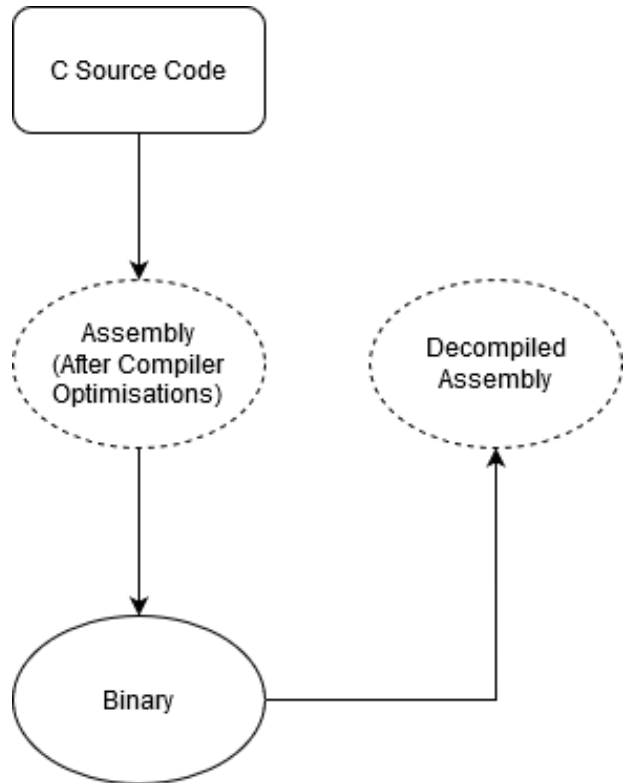 C Source Code
Assembly
(After Compiler
Optimisations)
Decompiled
Assembly
Binary